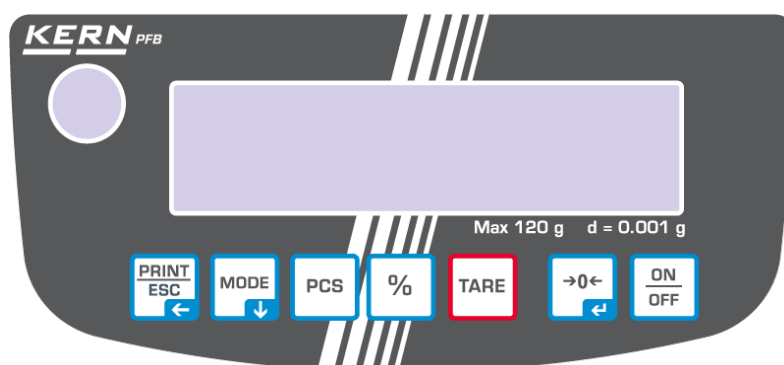 KERN PFB
Max 120 g d = 0.001 g
PRINT
ESC
MODE
PCS
%
TARE
→0←
ON
OFF